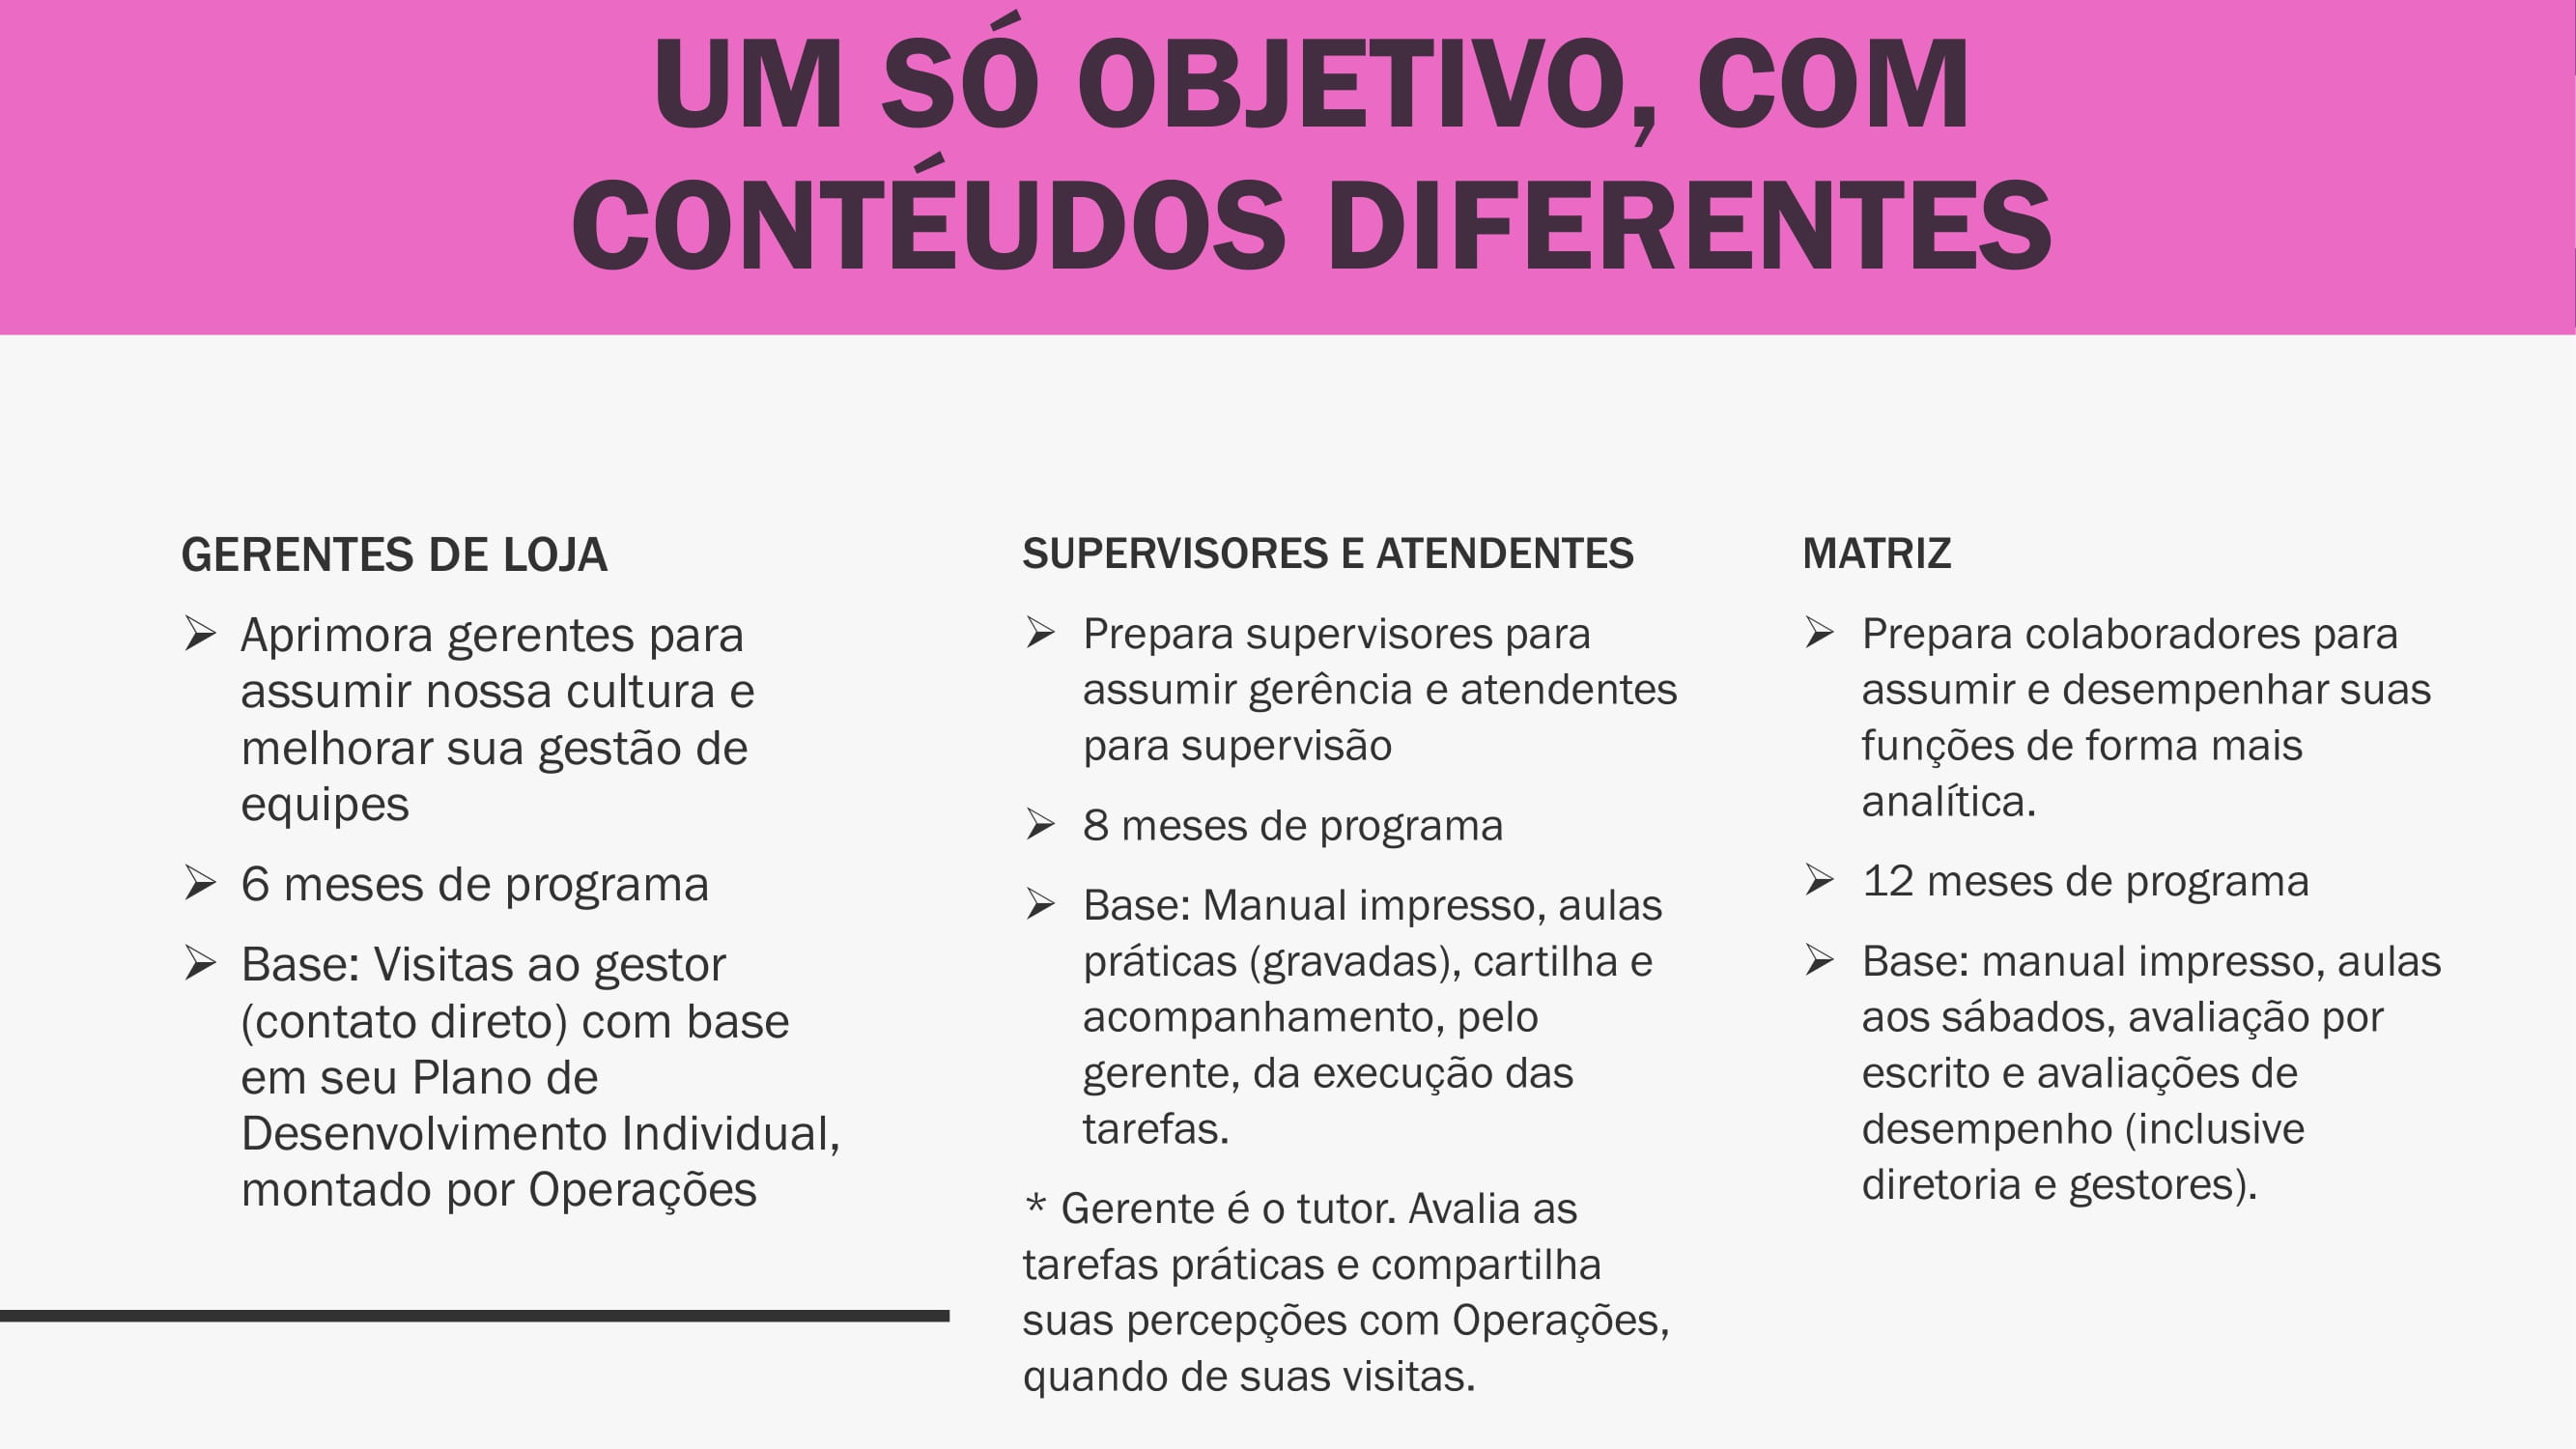 UM SÓ OBJETIVO, COM
CONTÉUDOS DIFERENTES
GERENTES DE LOJA
➢ Aprimora gerentes para
assumir nossa cultura e
melhorar sua gestão de
equipes
➢ 6 meses de programa
➢ Base: Visitas ao gestor
(contato direto) com base
em seu Plano de
Desenvolvimento Individual,
montado por Operações
SUPERVISORES E ATENDENTES
➢ Prepara supervisores para
assumir gerência e atendentes
para supervisão
➢ 8 meses de programa
➢ Base: Manual impresso, aulas
práticas (gravadas), cartilha e
acompanhamento, pelo
gerente, da execução das
tarefas.
* Gerente é o tutor. Avalia as
tarefas práticas e compartilha
suas percepções com Operações,
quando de suas visitas.
MATRIZ
➢ Prepara colaboradores para
assumir e desempenhar suas
funções de forma mais
analítica.
➢ 12 meses de programa
➢ Base: manual impresso, aulas
aos sábados, avaliação por
escrito e avaliações de
desempenho (inclusive
diretoria e gestores).